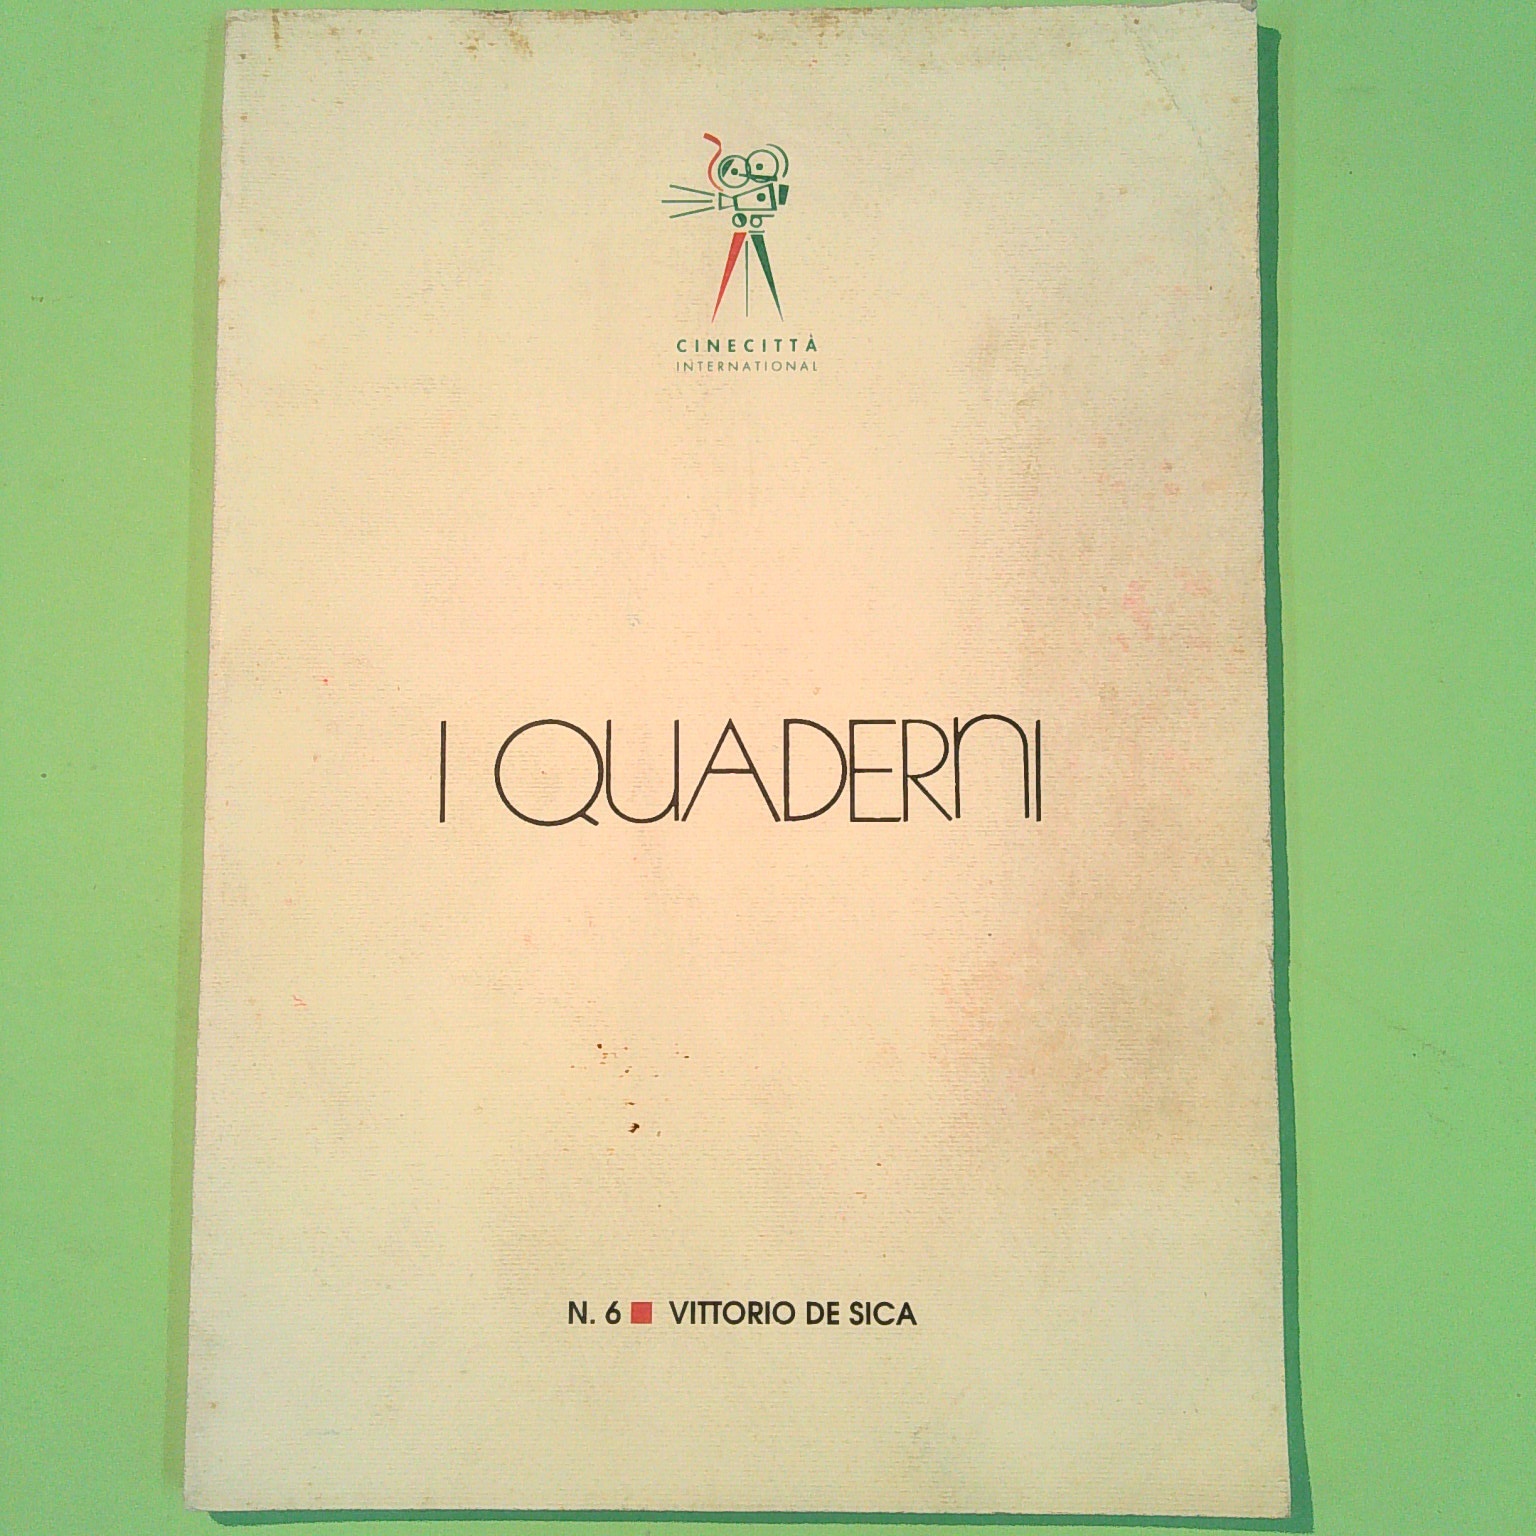 CINECITTÀ
INTERNATIONAL
I QUADERNI
N. 6 ■ VITTORIO DE SICA